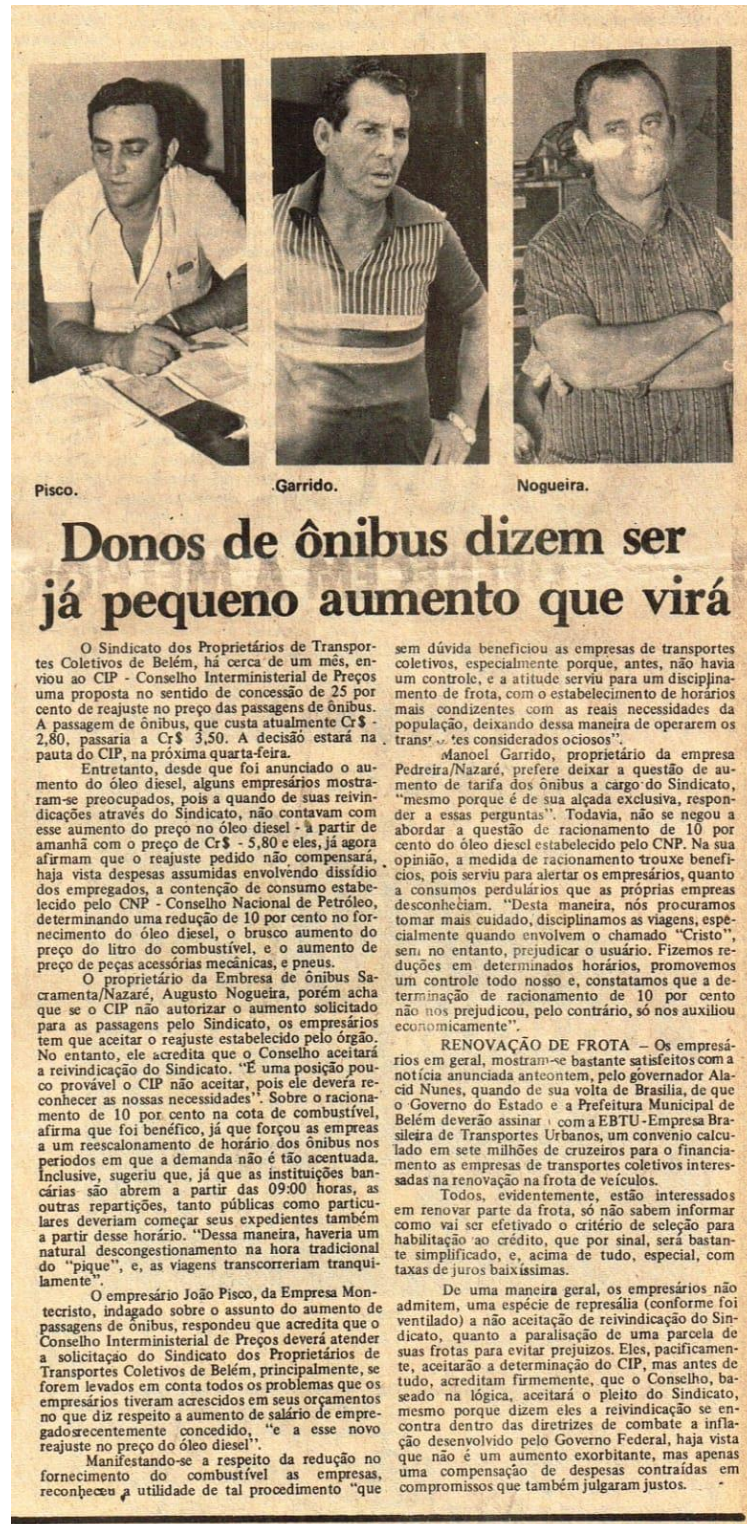 Pisco.
Garrido.
Nogueira.
Donos de ônibus dizem ser
já pequeno aumento que virá
O Sindicato dos Proprietários de Transpor-
tes Coletivos de Belém, há cerca de um mês, en-
viou ao CIP - Conselho Interministerial de Preços
uma proposta no sentido de concessão de 25 por
cento de reajuste no preço das passagens de ônibus.
A passagem de ônibus, que custa atualmente Cr$ -
2,80, passaria a Cr$ 3,50. A decisão estará na
pauta do CIP, na próxima quarta-feira.
Entretanto, desde que foi anunciado o au-
mento do óleo diesel, alguns empresários mostra-
ram-se preocupados, pois a quando de suas reivin-
dicações através do Sindicato, não contavam com
esse aumento do preço no óleo diesel - a partir de
amanhã com o preço de Cr$ - 5,80 e eles, já agora
afirmam que o reajuste pedido não compensará,
haja vista despesas assumidas envolvendo dissídio
dos empregados, a contenção de consumo estabe-
lecido pelo CNP - Conselho Nacional de Petróleo,
determinando uma redução de 10 por cento no for-
necimento do óleo diesel, o brusco aumento do
preço do litro do combustível, e o aumento de
preço de peças acessórias mecânicas, e pneus.
O proprietário da Embresa de ônibus Sa-
cramenta/Nazaré, Augusto Nogueira, porém acha
que se o CIP não autorizar o aumento solicitado
para as passagens pelo Sindicato, os empresários
tem que aceitar o reajuste estabelecido pelo órgão.
No entanto, ele acredita que o Conselho aceitará
a reivindicação do Sindicato. "É uma posição pou-
co provável o CIP não aceitar, pois ele deverá re-
conhecer as nossas necessidades". Sobre o raciona-
mento de 10 por cento na cota de combustível,
afirma que foi benéfico, já que forçou as empreas
a um reescalonamento de horário dos ônibus nos
periodos em que a demanda não é tão acentuada.
Inclusive, sugeriu que, já que as instituições ban-
cárias são abrem a partir das 09:00 horas, as
outras repartições, tanto públicas como particu-
lares deveriam começar seus expedientes também
a partir desse horário. "Dessa maneira, haveria um
natural descongestionamento na hora tradicional
do "pique", e, as viagens transcorreriam tranqui-
lamente".
O empresário João Pisco, da Empresa Mon-
tecristo, indagado sobre o assunto do aumento de
passagens de ônibus, respondeu que acredita que o
Conselho Interministerial de Preços deverá atender
a solicitação do Sindicato dos Proprietários de
Transportes Coletivos de Belém, principalmente, se
forem levados em conta todos os problemas que os
empresários tiveram acrescidos em seus orçamentos
no que diz respeito a aumento de salário de empre-
gadosrecentemente concedido, "e a esse novo
reajuste no preço do óleo diesel".
Manifestando-se a respeito da redução no
fornecimento do combustível as empresas,
reconheceu a utilidade de tal procedimento "que
sem dúvida beneficiou as empresas de transportes
coletivos, especialmente porque, antes, não havia
um controle, e a atitude serviu para um disciplina-
mento de frota, com o estabelecimento de horários
mais condizentes com as reais necessidades da
população, deixando dessa maneira de operarem os
considerados ociosos".
Manoel Garrido, proprietário da empresa
Pedreira/Nazaré, prefere deixar a questão de au-
mento de tarifa dos ônibus a cargo do Sindicato,
"mesmo porque é de sua alçada exclusiva, respon-
der a essas perguntas". Todavia, não se negou a
abordar a questão de racionamento de 10 por
cento do óleo diesel estabelecido pelo CNP. Na sua
opinião, a medida de racionamento trouxe benefí-
cios, pois serviu para alertar os empresários, quanto
a consumos perdulários que as próprias empreas
desconheciam. "Desta maneira, nós procuramos
tomar mais cuidado, disciplinamos as viagens, espe-
cialmente quando envolvem o chamado "Cristo",
sem no entanto, prejudicar o usuário. Fizemos re-
duções em determinados horários, promovemos
um controle todo nosso e, constatamos que a de-
terminação de racionamento de 10 por cento
não nos prejudicou, pelo contrário, só nos auxiliou
economicamente".
RENOVAÇÃO DE FROTA – Os empresá-
rios em geral, mostram-se bastante satisfeitos com a
notícia anunciada anteontem, pelo governador Ala-
cid Nunes, quando de sua volta de Brasilia, de que
o Governo do Estado e a Prefeitura Municipal de
Belém deverão assinar com a EBTU-Empresa Bra-
sileira de Transportes Urbanos, um convenio calcu-
lado em sete milhões de cruzeiros para o financia-
mento as empresas de transportes coletivos interes-
sadas na renovação na frota de veículos.
Todos, evidentemente, estão interessados
em renovar parte da frota, só não sabem informar
como vai ser efetivado o critério de seleção para
habilitação ao crédito, que por sinal, será bastan-
te simplificado, e, acima de tudo, especial, com
taxas de juros baixíssimas.
De uma maneira geral, os empresários não
admitem, uma espécie de represália (conforme foi
ventilado) a não aceitação de reivindicação do Sin-
dicato, quanto a paralisação de uma parcela de
suas frotas para evitar prejuizos. Eles, pacificamen-
te, aceitarão a determinação do CIP, mas antes de
tudo, acreditam firmemente, que o Conselho, ba-
seado na lógica, aceitará o pleito do Sindicato,
mesmo porque dizem eles a reivindicação se en-
contra dentro das diretrizes de combate a infla-
ção desenvolvido pelo Governo Federal, haja vista
que não é um aumento exorbitante, mas apenas
uma compensação de despesas contraídas em
compromissos que também julgaram justos.